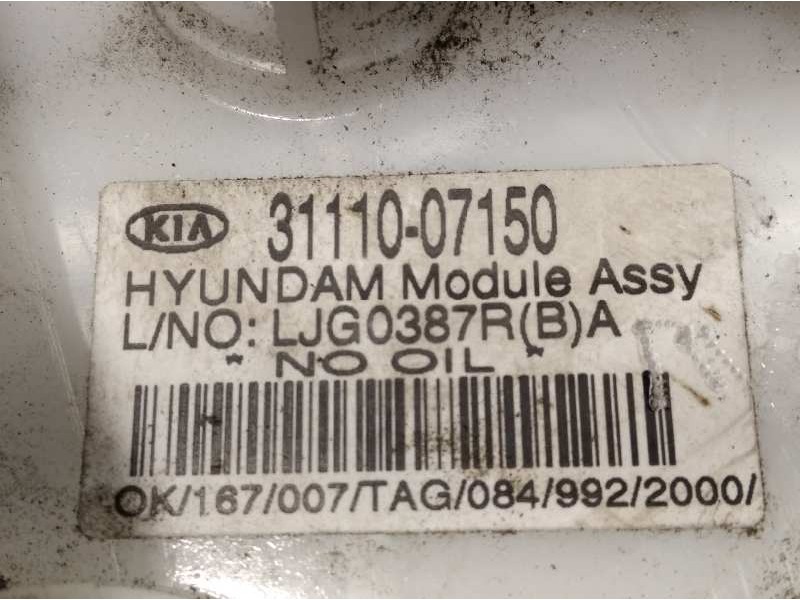 KIA 31110-07150
HYUNDAM Module Assy
L/NO: LJG0387R(B)A
* NO OIL *
OK/167/007/TAG/084/992/2000/